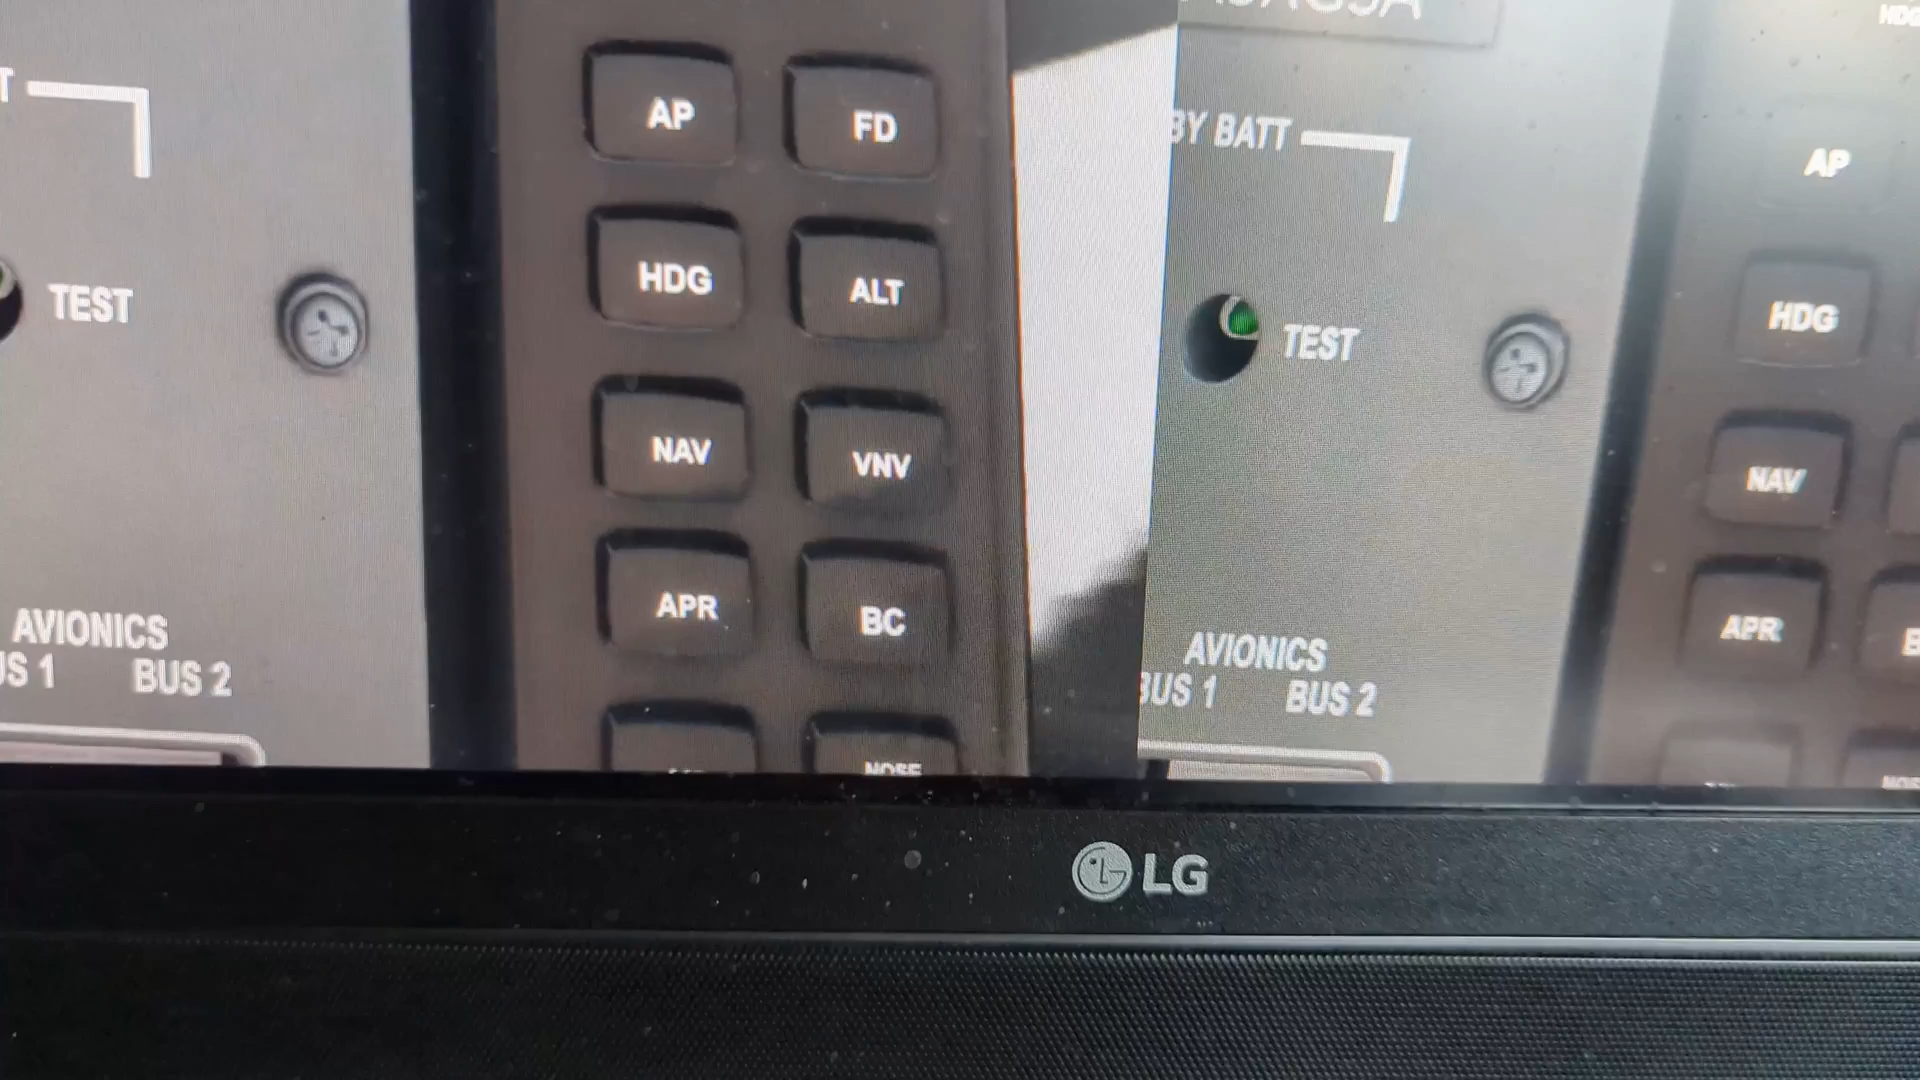 T
TEST
AVIONICS
US 1 BUS 2
AP FD
HDG ALT
NAV VNV
APR BC
NOSE
BY BATT
TEST
AVIONICS
BUS 1 BUS 2
HDG
AP
HDG
NAV
APR B
LG